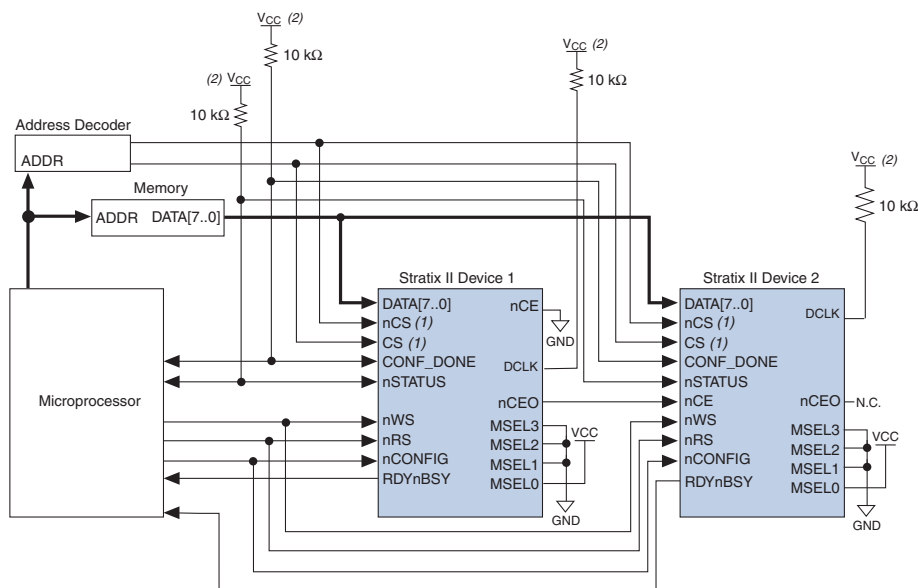 VCC (2)
10 kΩ
VCC (2)
10 kΩ
(2) VCC
10 kΩ
Address Decoder
ADDR
Memory
ADDR DATA[7..0]
VCC (2)
10 kΩ
Microprocessor
Stratix II Device 1
DATA[7..0]
nCS (1)
CS (1)
CONF_DONE
nSTATUS
nWS
nRS
nCONFIG
RDYnBSY
nCE
GND
DCLK
nCEO
MSEL3
MSEL2
MSEL1
MSEL0
VCC
GND
Stratix II Device 2
DATA[7..0]
nCS (1)
CS (1)
CONF_DONE
nSTATUS
nCE
nWS
nRS
nCONFIG
RDYnBSY
DCLK
nCEO
N.C.
MSEL3
MSEL2
MSEL1
MSEL0
VCC
GND